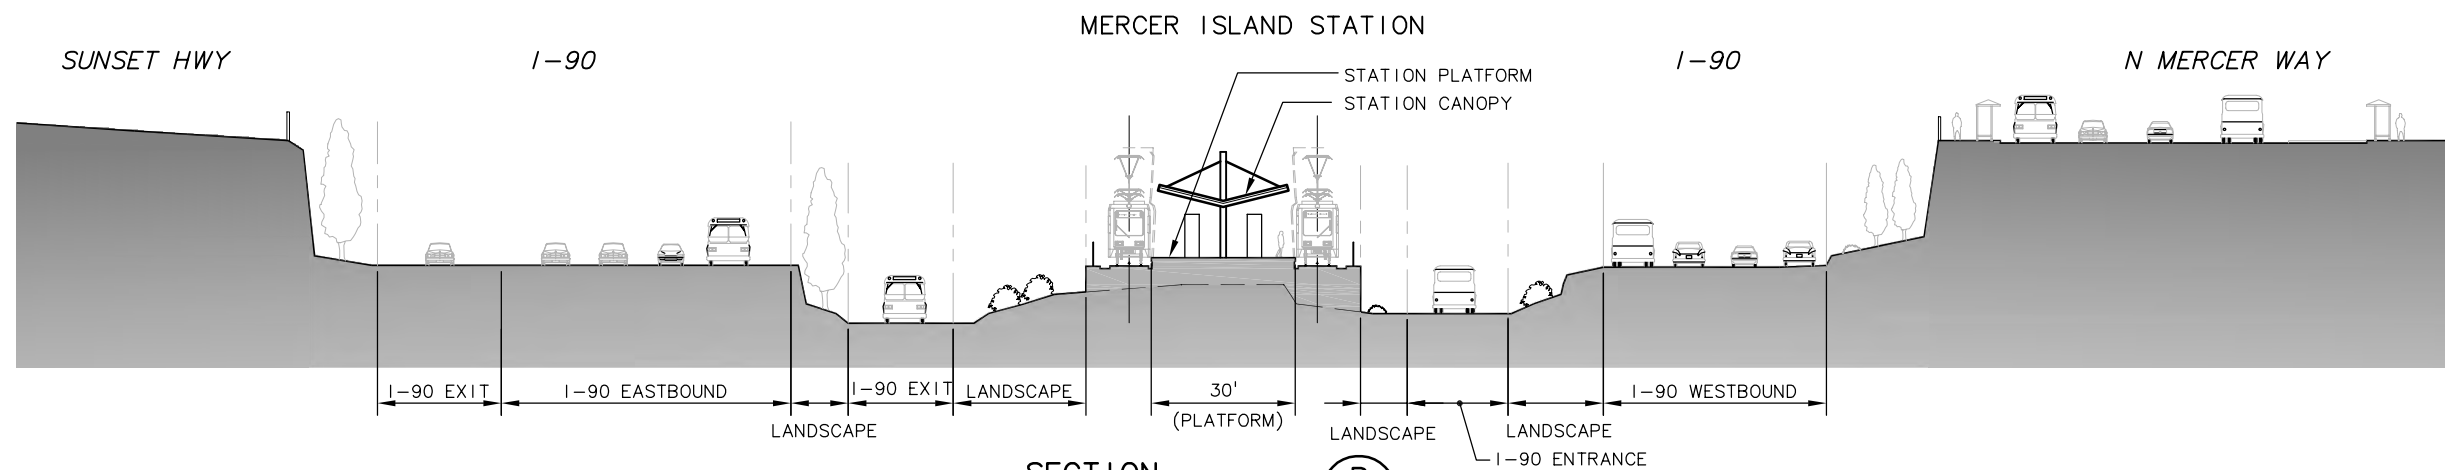 MERCER ISLAND STATION
SUNSET HWY
I-90
I-90
N MERCER WAY
STATION PLATFORM
STATION CANOPY
I-90 EXIT
I-90 EASTBOUND
I-90 EXIT
LANDSCAPE
30'
I-90 WESTBOUND
(PLATFORM)
LANDSCAPE
LANDSCAPE
LANDSCAPE
I-90 ENTRANCE
SECTION